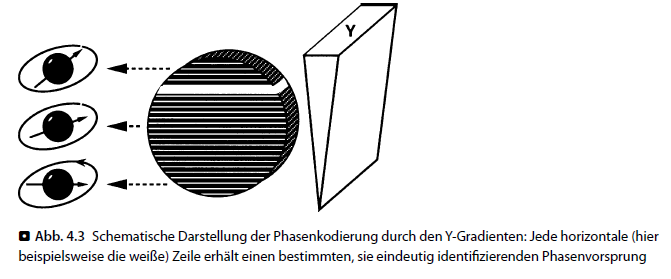 Y
Abb. 4.3 Schematische Darstellung der Phasenkodierung durch den Y-Gradienten: Jede horizontale (hier
beispielsweise die weiße) Zeile erhält einen bestimmten, sie eindeutig identifizierenden Phasenvorsprung